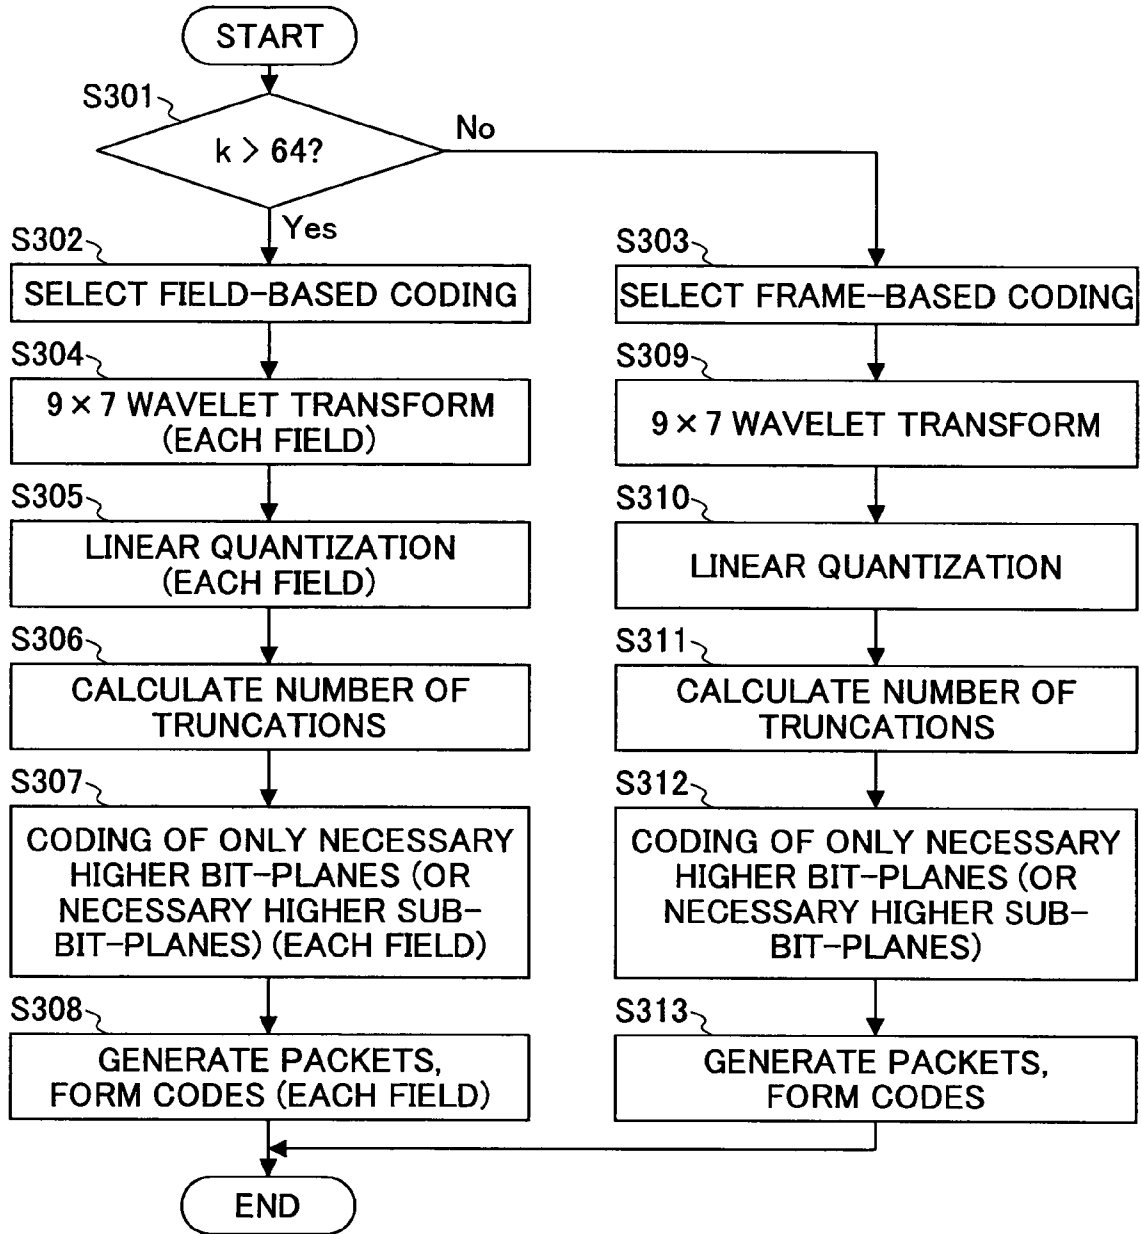 START
S301
k > 64?
No
Yes
S302
SELECT FIELD-BASED CODING
S304
9 × 7 WAVELET TRANSFORM
(EACH FIELD)
S305
LINEAR QUANTIZATION
(EACH FIELD)
S306
CALCULATE NUMBER OF
TRUNCATIONS
S307
CODING OF ONLY NECESSARY
HIGHER BIT-PLANES (OR
NECESSARY HIGHER SUB-
BIT-PLANES) (EACH FIELD)
S308
GENERATE PACKETS,
FORM CODES (EACH FIELD)
S303
SELECT FRAME-BASED CODING
S309
9 × 7 WAVELET TRANSFORM
S310
LINEAR QUANTIZATION
S311
CALCULATE NUMBER OF
TRUNCATIONS
S312
CODING OF ONLY NECESSARY
HIGHER BIT-PLANES (OR
NECESSARY HIGHER SUB-
BIT-PLANES)
S313
GENERATE PACKETS,
FORM CODES
END